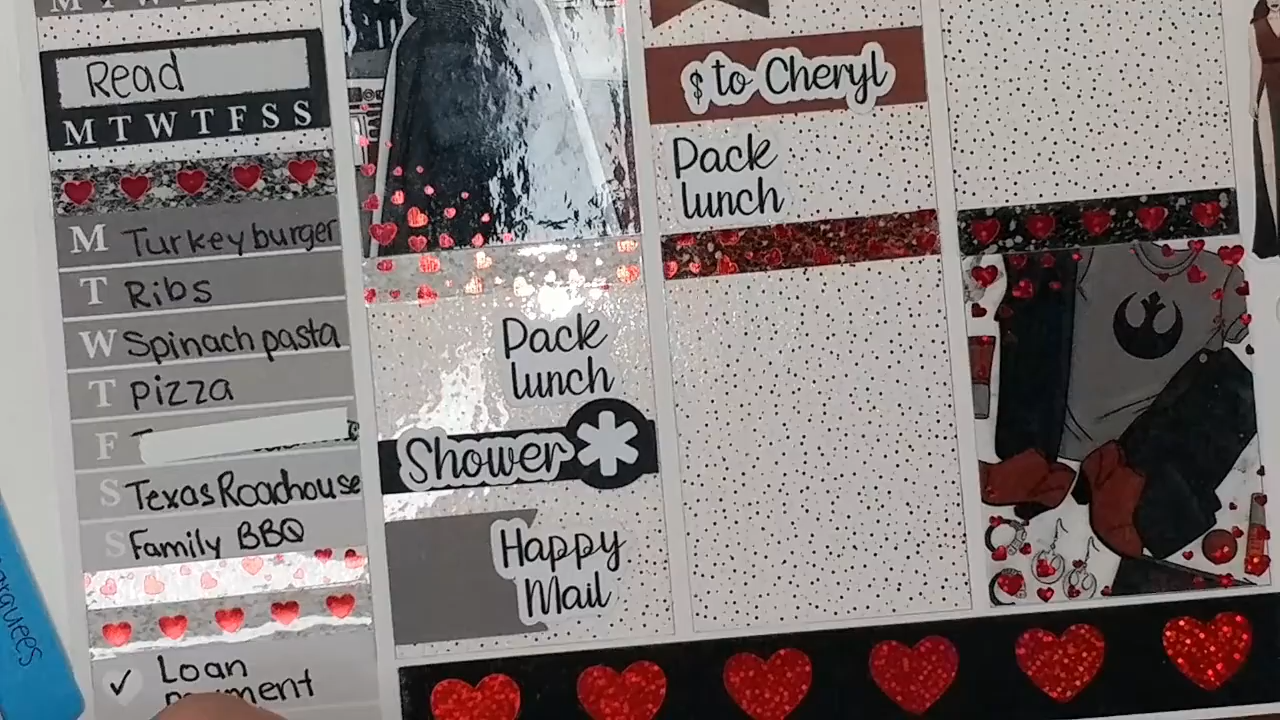 Read
M T W T F S S
M Turkey burger
T Ribs
W Spinach pasta
T Pizza
F
S Texas Roadhouse
S Family BBQ
✓ Loan
payment
Pack
lunch
Shower *
Happy
Mail
$ to Cheryl
Pack
lunch